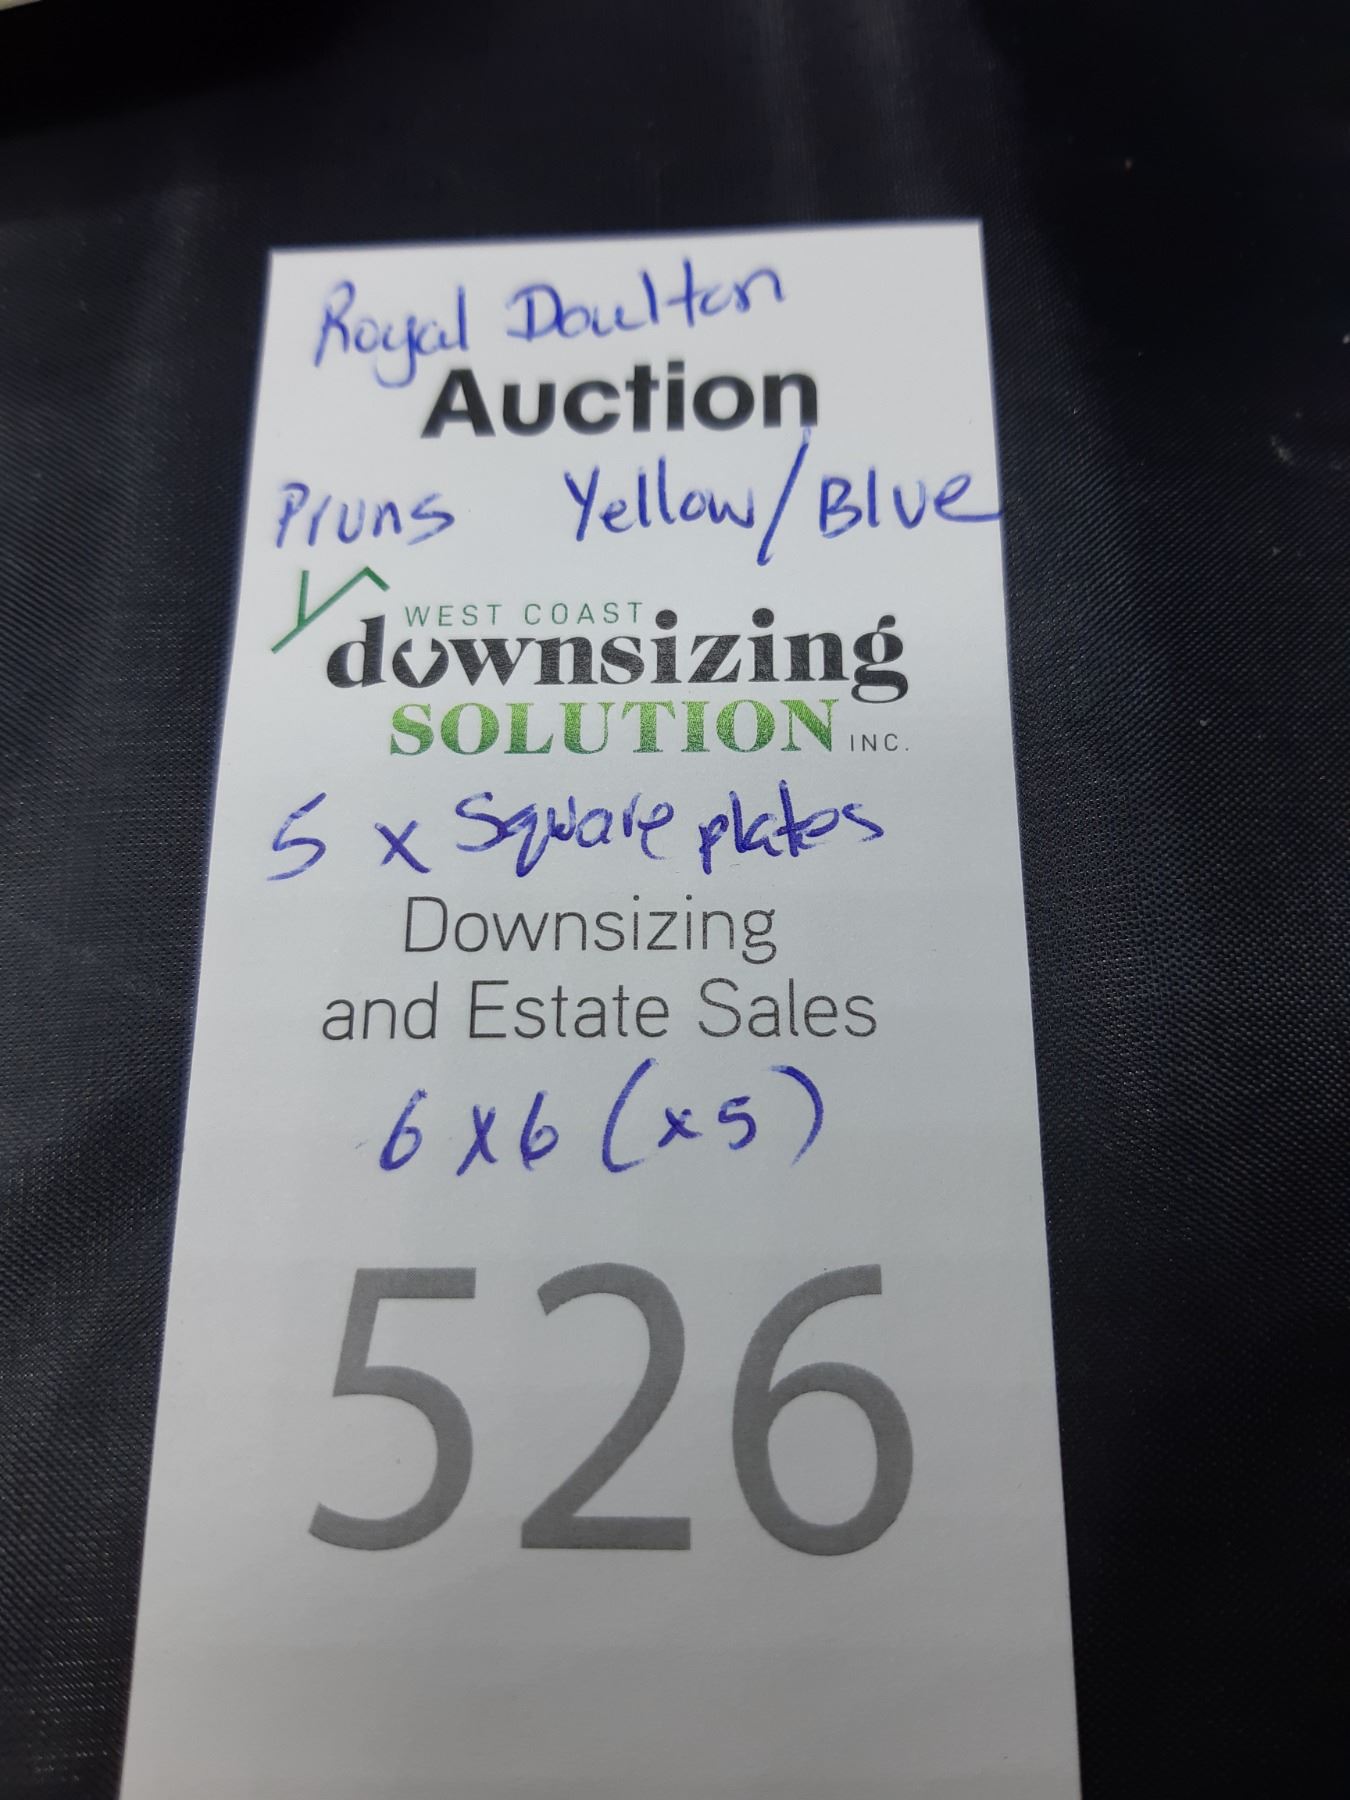 Royal Doulton
Auction
Pruns Yellow/Blue
WEST COAST
downsizing
SOLUTION INC.
5 x Square plates
Downsizing
and Estate Sales
6 x 6 (x 5)
526